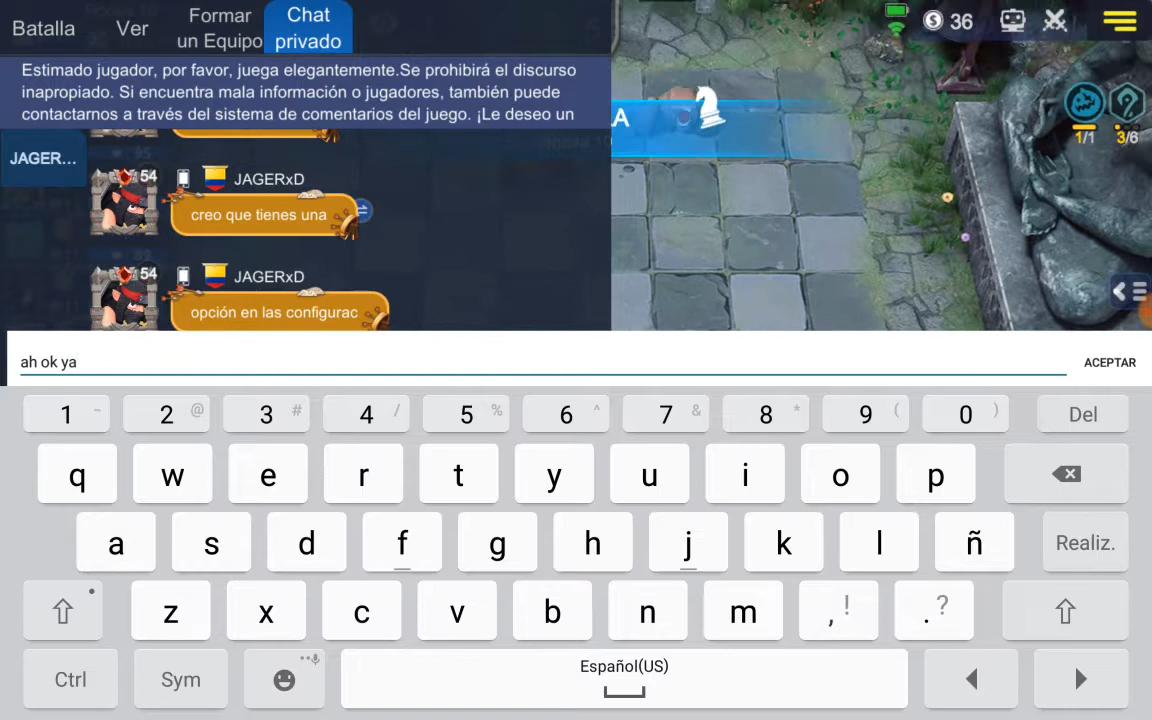 Batalla
Ver
Formar
un Equipo
Chat
privado
36
Estimado jugador, por favor, juega elegantemente.Se prohibirá el discurso
inapropiado. Si encuentra mala información o jugadores, también puede
contactarnos a través del sistema de comentarios del juego. ¡Le deseo un
A
1/1
3/6
JAGER...
54
JAGERxD
creo que tienes una
54
JAGERxD
opción en las configurac
ah ok ya
ACEPTAR
1 ~ 2 @ 3 # 4 / 5 % 6 ^ 7 & 8 * 9 ( 0 ) Del
q w e r t y u i o p
a s d f g h j k l ñ Realiz.
z x c v b n m , ! . ?
Ctrl Sym Español(US)